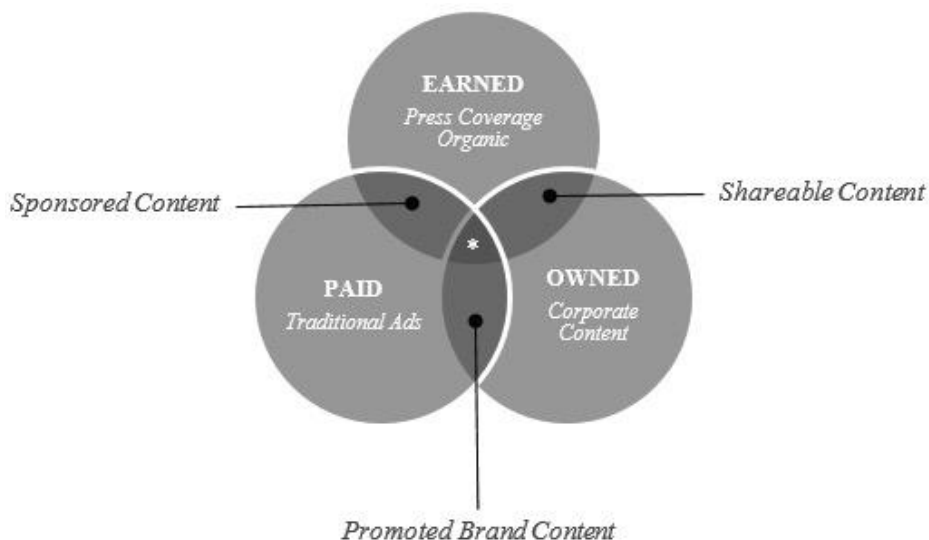 EARNED
Press Coverage
Organic
Sponsored Content
Shareable Content
*
PAID
Traditional Ads
OWNED
Corporate
Content
Promoted Brand Content